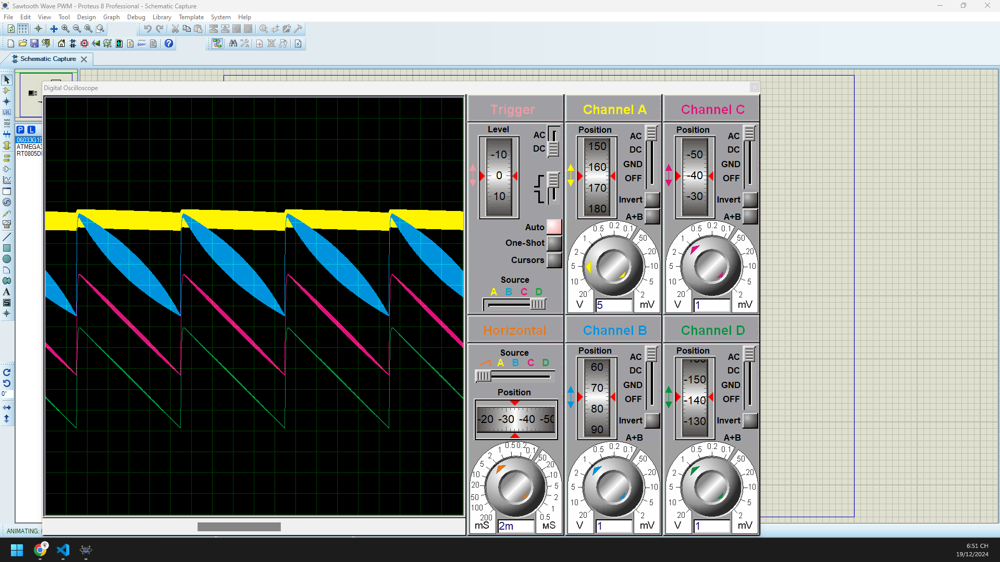 Sawtooth Wave PWM - Proteus 8 Professional - Schematic Capture
File Edit View Tool Design Graph Debug Library Template System Help
Schematic Capture
Digital Oscilloscope
P L
06033G10
ATMEGA3
RT0805D
LBL
A
S
0°
Trigger
Level
AC
DC
-10
0
10
Auto
One-Shot
Cursors
Source
A B C D
Channel A
Position
AC
DC
GND
OFF
150
160
170
180
Invert
A+B
20 10 5 2 1 0.5 0.2 0.1 50 20 10 5 2
V 5 mV
Channel C
Position
AC
DC
GND
OFF
-50
-40
-30
Invert
A+B
20 10 5 2 1 0.5 0.2 0.1 50 20 10 5 2
V 1 mV
Horizontal
Source
A B C D
Position
-20 -30 -40 -50
200 100 50 20 10 5 2 1 0.5 0.2 0.1 50 20 10 5 2 1 0.5
mS 2m мS
Channel B
Position
AC
DC
GND
OFF
60
70
80
90
Invert
A+B
20 10 5 2 1 0.5 0.2 0.1 50 20 10 5 2
V 1 mV
Channel D
Position
AC
DC
GND
OFF
-150
-140
-130
Invert
A+B
20 10 5 2 1 0.5 0.2 0.1 50 20 10 5 2
V 1 mV
ANIMATING:
6:51 CH
19/12/2024